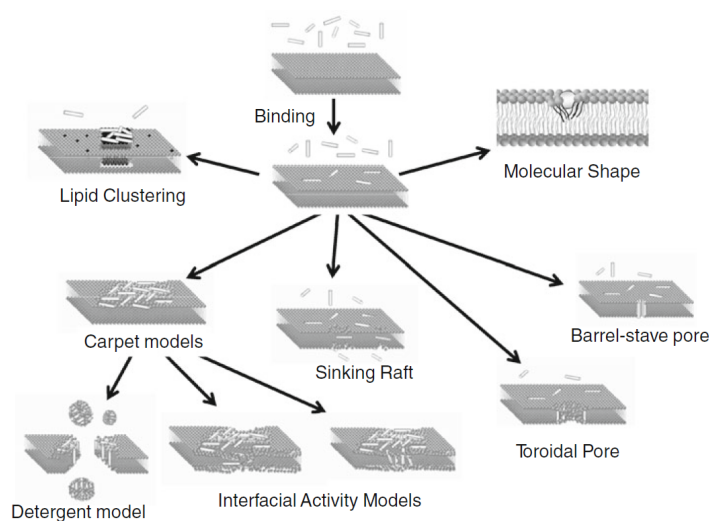 Binding
Molecular Shape
Lipid Clustering
Carpet models
Sinking Raft
Barrel-stave pore
Toroidal Pore
Detergent model
Interfacial Activity Models